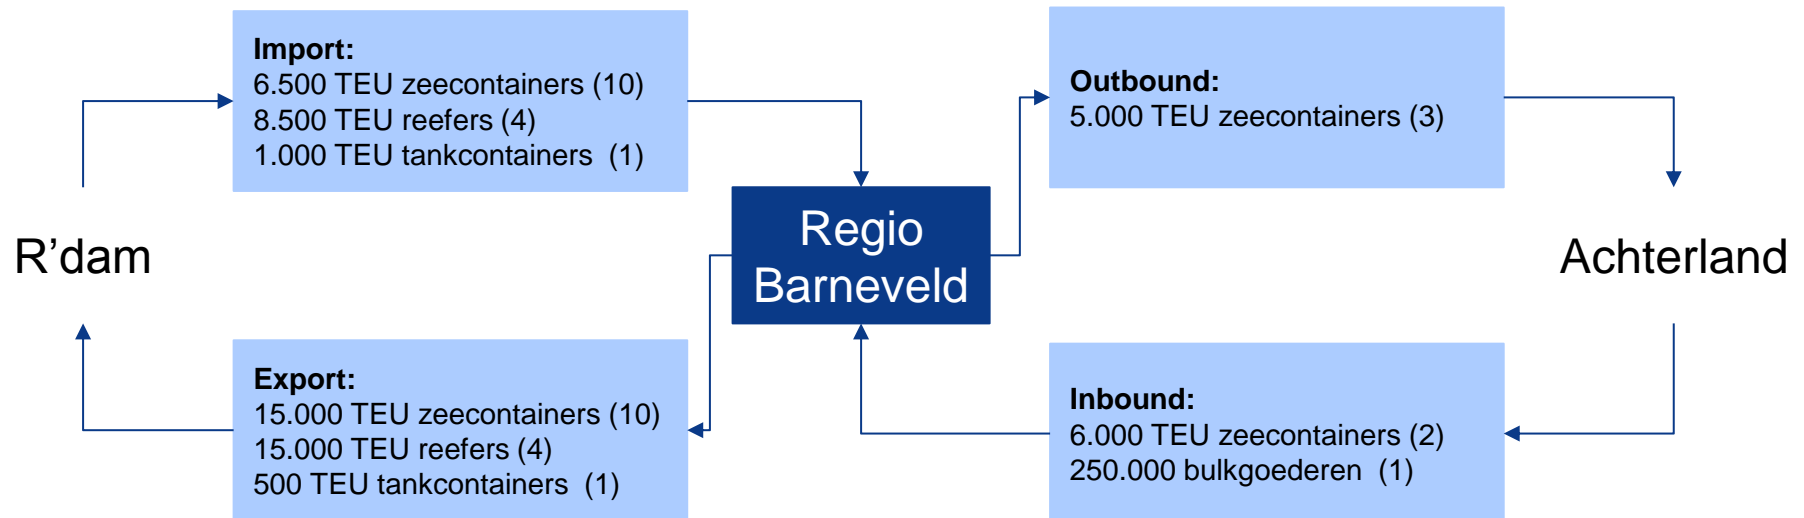 Import:
6.500 TEU zeecontainers (10)
8.500 TEU reefers (4)
1.000 TEU tankcontainers  (1)
Outbound:
5.000 TEU zeecontainers (3)
R’dam
Regio
Barneveld
Achterland
Export:
15.000 TEU zeecontainers (10)
15.000 TEU reefers (4)
500 TEU tankcontainers  (1)
Inbound:
6.000 TEU zeecontainers (2)
250.000 bulkgoederen  (1)